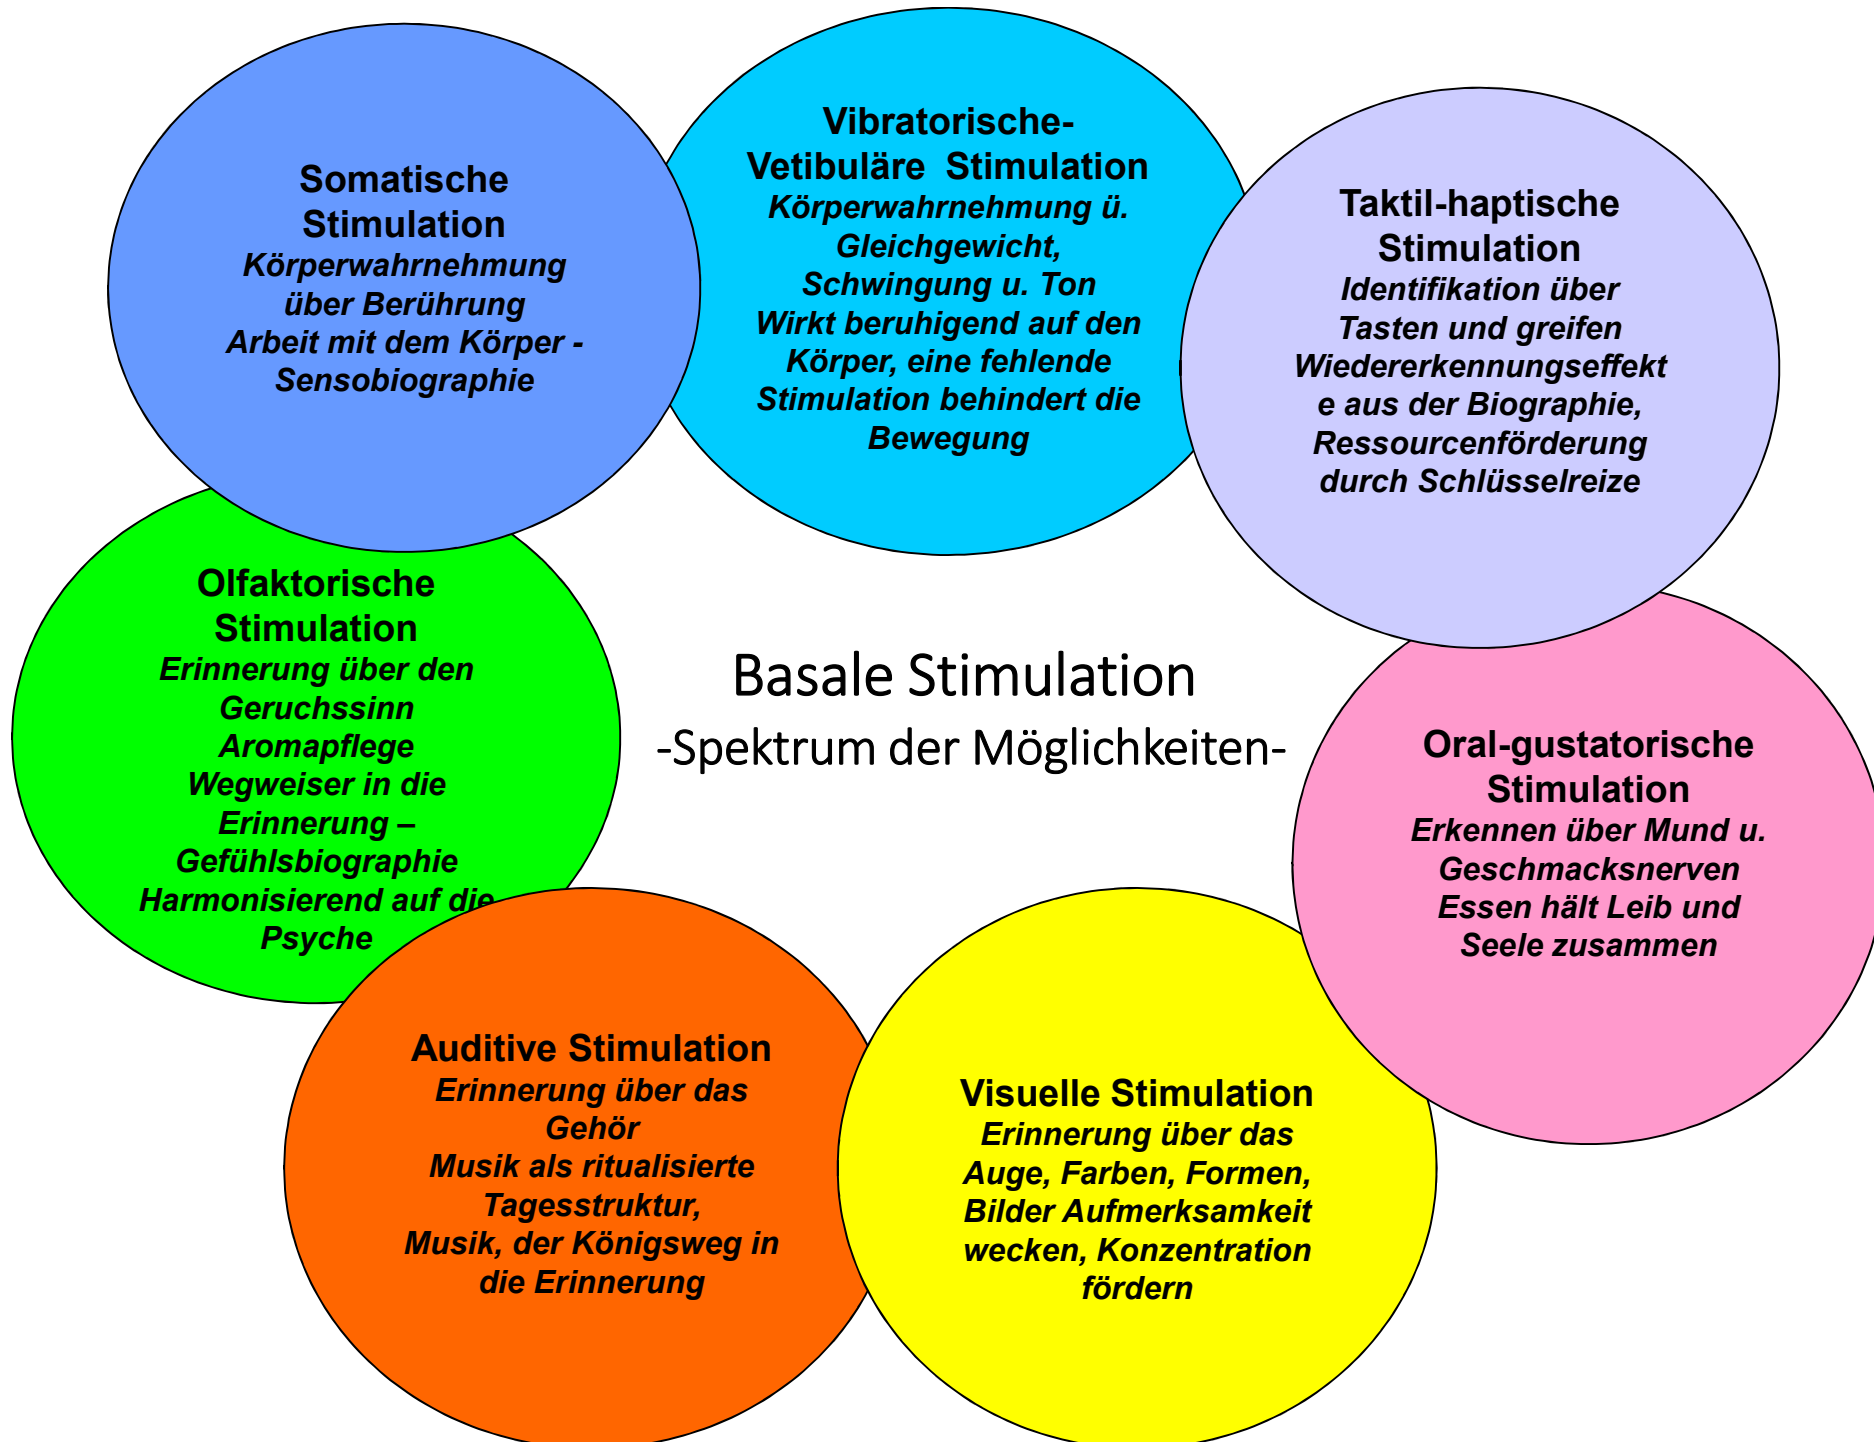 Somatische
Stimulation
Körperwahrnehmung
über Berührung
Arbeit mit dem Körper -
Sensobiographie
Vibratorische-
Vetibuläre  Stimulation
Körperwahrnehmung ü.
Gleichgewicht,
Schwingung u. Ton
Wirkt beruhigend auf den
Körper, eine fehlende
Stimulation behindert die
Bewegung
Taktil-haptische
Stimulation
Identifikation über
Tasten und greifen
Wiedererkennungseffekt
e aus der Biographie,
Ressourcenförderung
durch Schlüsselreize
Olfaktorische
Stimulation
Erinnerung über den
Geruchssinn
Aromapflege
Wegweiser in die
Erinnerung –
Gefühlsbiographie
Harmonisierend auf die
Psyche
Basale Stimulation
-Spektrum der Möglichkeiten-
Oral-gustatorische
Stimulation
Erkennen über Mund u.
Geschmacksnerven
Essen hält Leib und
Seele zusammen
Auditive Stimulation
Erinnerung über das
Gehör
Musik als ritualisierte
Tagesstruktur,
Musik, der Königsweg in
die Erinnerung
Visuelle Stimulation
Erinnerung über das
Auge, Farben, Formen,
Bilder Aufmerksamkeit
wecken, Konzentration
fördern